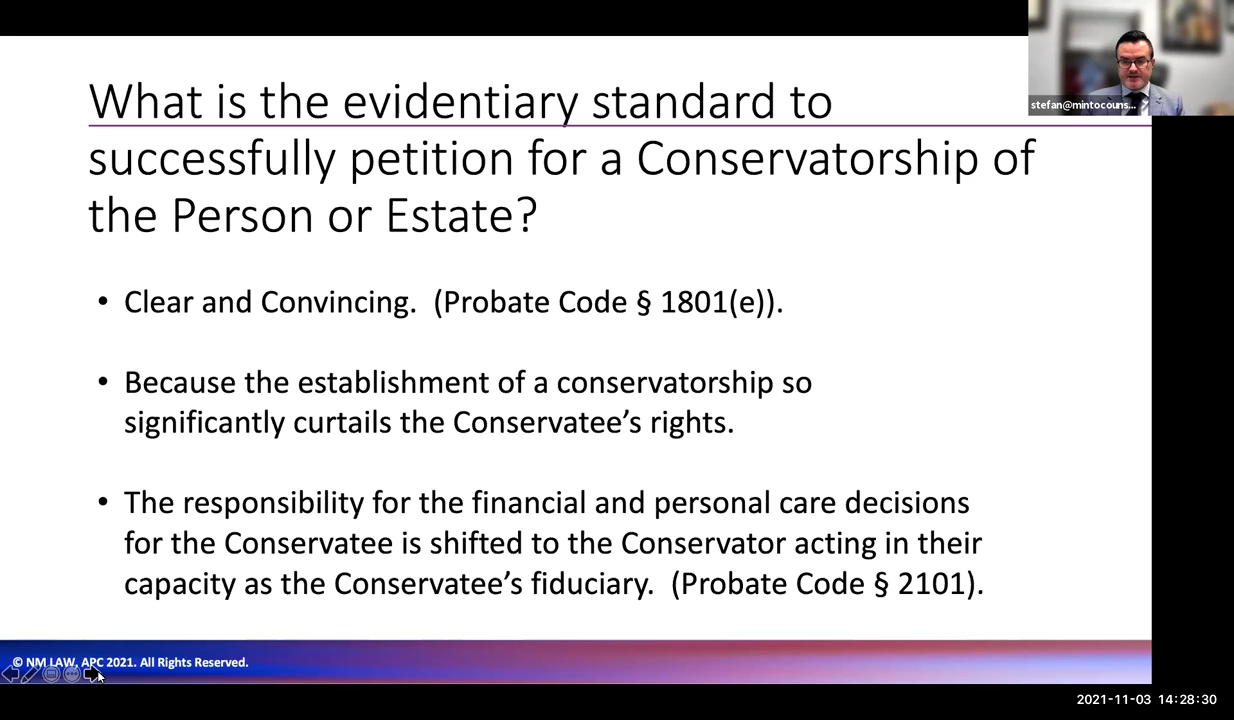 stefan@mintocouns...
What is the evidentiary standard to
successfully petition for a Conservatorship of
the Person or Estate?
• Clear and Convincing.  (Probate Code § 1801(e)).
• Because the establishment of a conservatorship so
significantly curtails the Conservatee’s rights.
• The responsibility for the financial and personal care decisions
for the Conservatee is shifted to the Conservator acting in their
capacity as the Conservatee’s fiduciary.  (Probate Code § 2101).
© NM LAW, APC 2021. All Rights Reserved.
2021-11-03 14:28:30